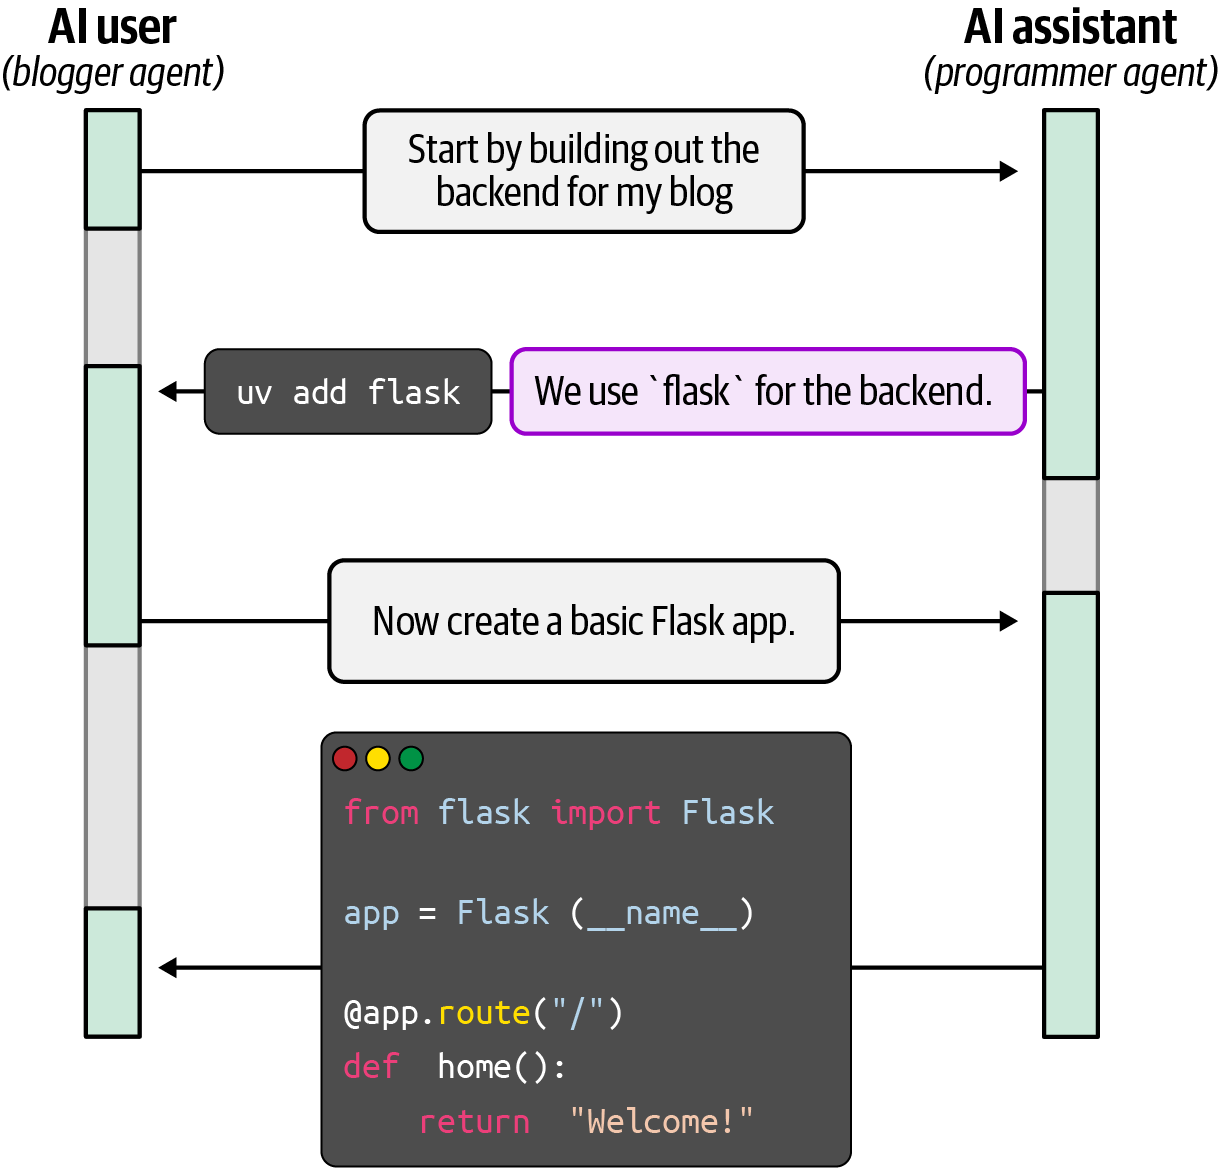 AI user
(blogger agent)
AI assistant
(programmer agent)
Start by building out the
backend for my blog
uv add flask
We use `flask` for the backend.
Now create a basic Flask app.
from flask import Flask
app = Flask (__name__)
@app.route("/")
def home():
return "Welcome!"